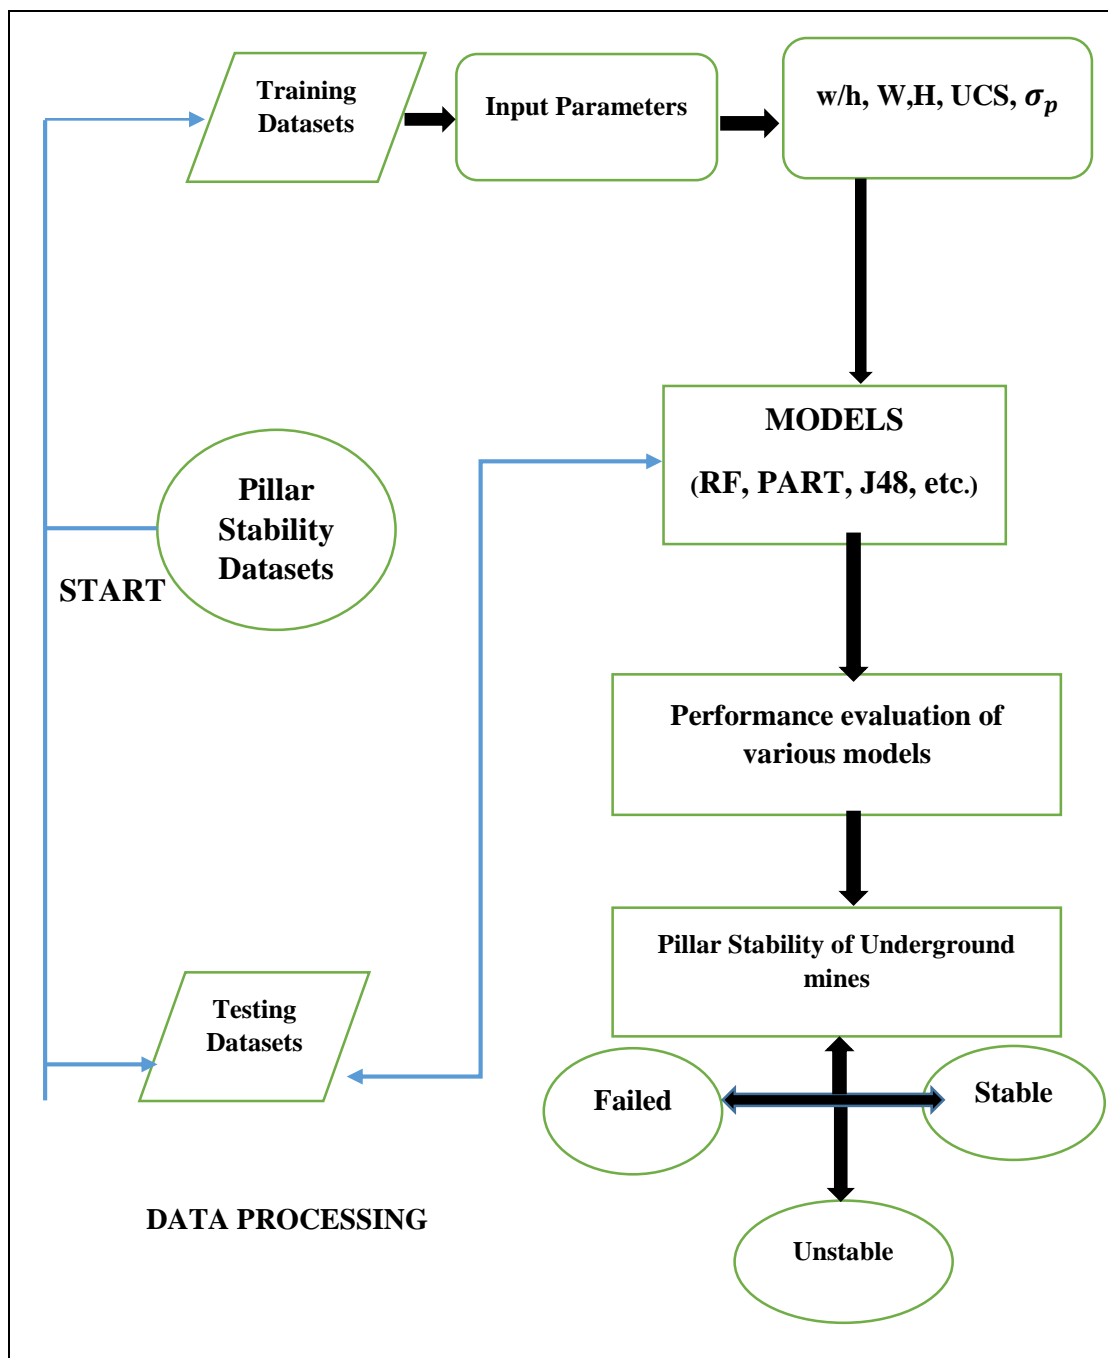 Training
Datasets
Input Parameters
w/h, W,H, UCS, σp
MODELS
(RF, PART, J48, etc.)
Pillar
Stability
Datasets
START
Performance evaluation of
various models
Pillar Stability of Underground
mines
Testing
Datasets
Failed
Stable
Unstable
DATA PROCESSING